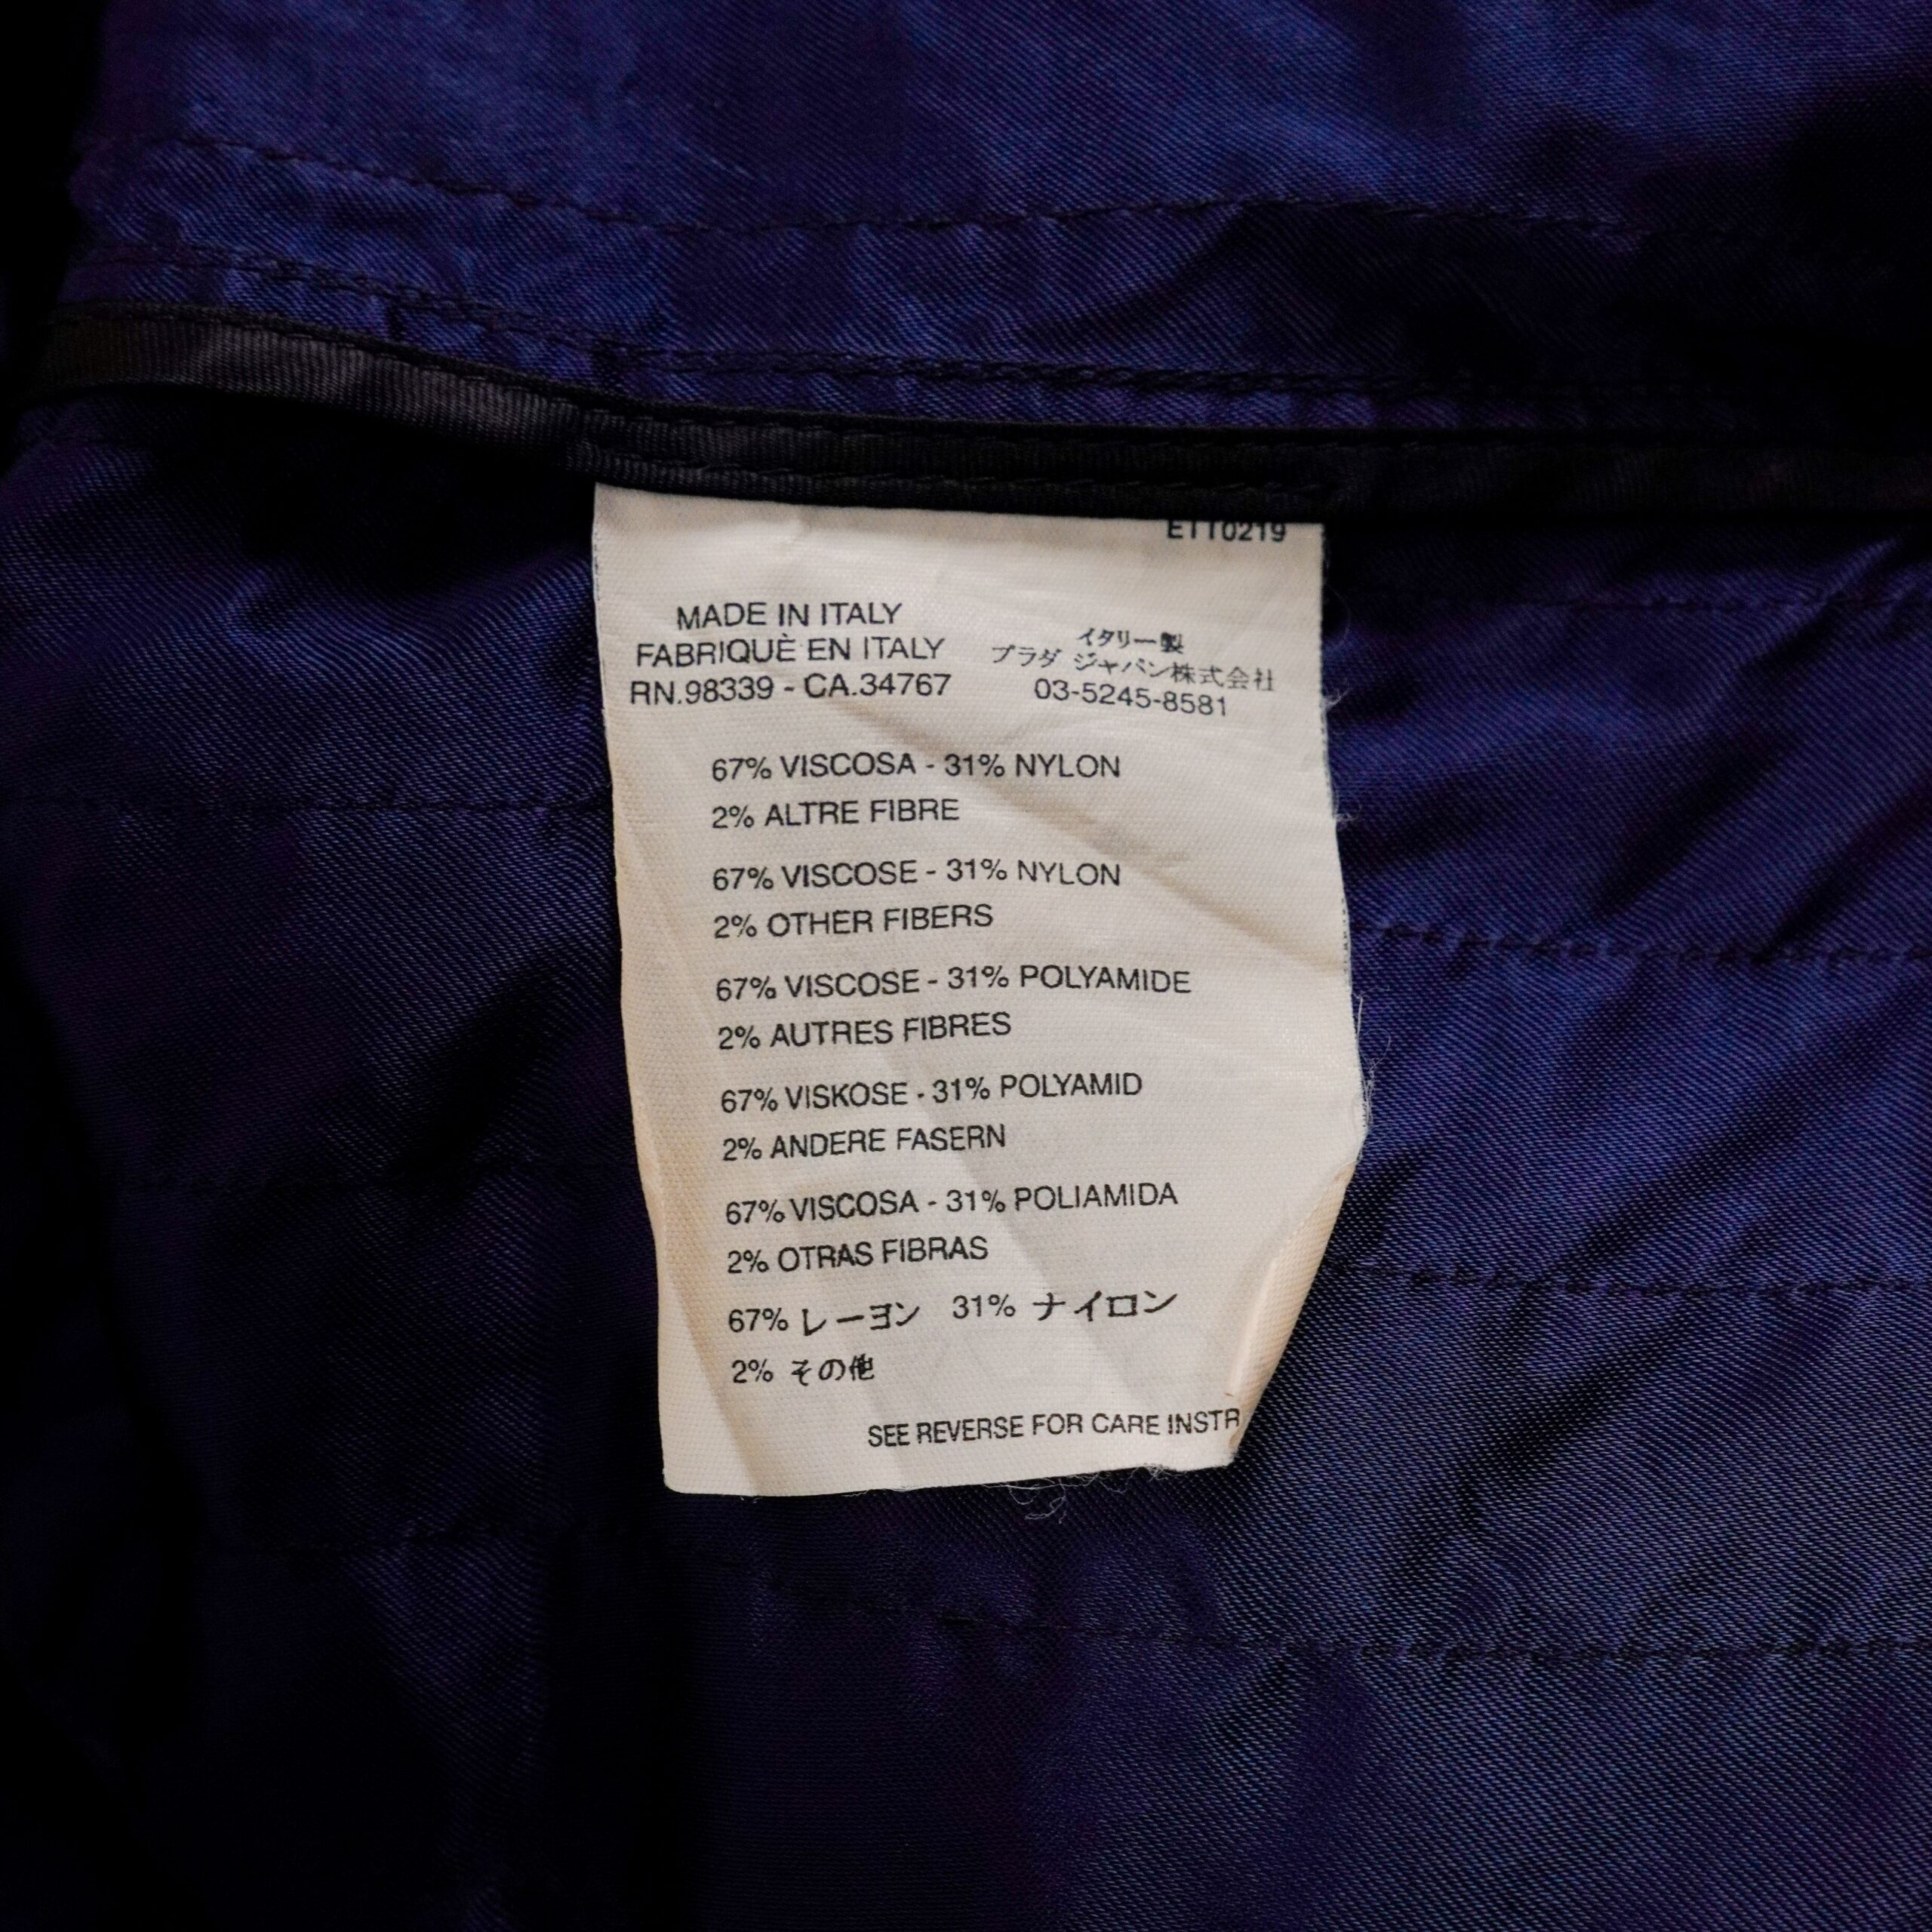 E110219
MADE IN ITALY
FABRIQUÈ EN ITALY
RN.98339 - CA.34767
イタリー製
プラダ ジャパン株式会社
03-5245-8581
67% VISCOSA - 31% NYLON
2% ALTRE FIBRE
67% VISCOSE - 31% NYLON
2% OTHER FIBERS
67% VISCOSE - 31% POLYAMIDE
2% AUTRES FIBRES
67% VISKOSE - 31% POLYAMID
2% ANDERE FASERN
67% VISCOSA - 31% POLIAMIDA
2% OTRAS FIBRAS
67% レーヨン 31% ナイロン
2% その他
SEE REVERSE FOR CARE INSTR